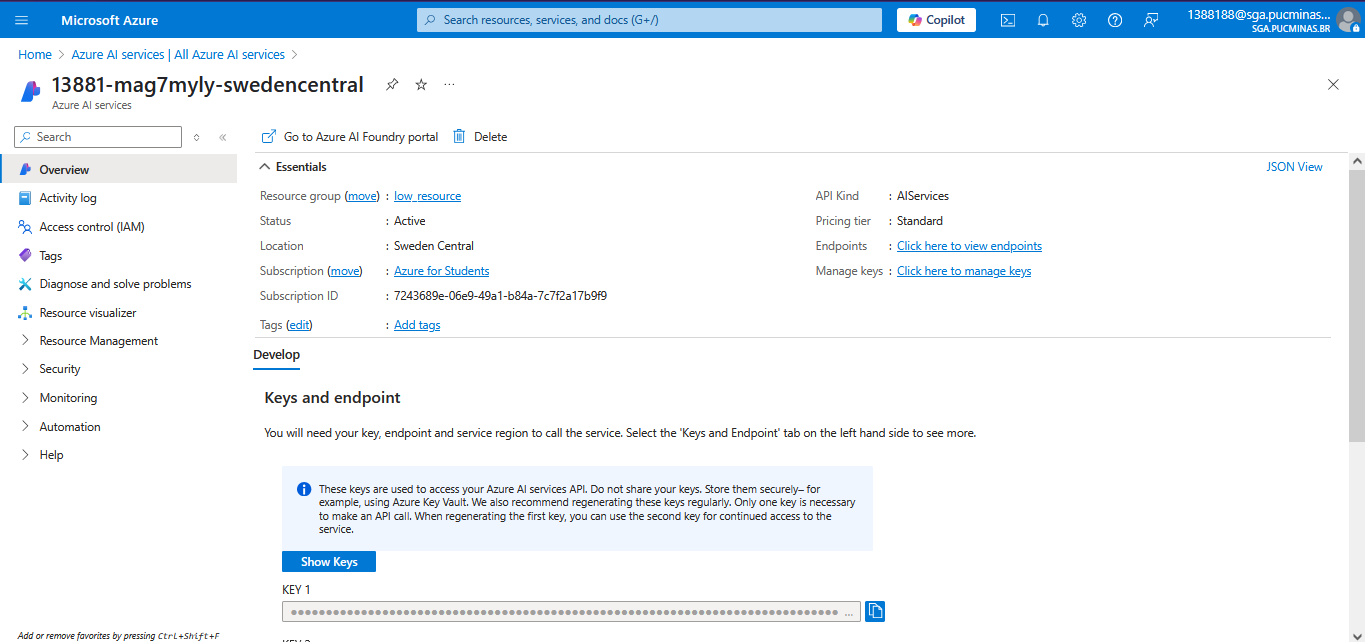 Microsoft Azure
Search resources, services, and docs (G+/)
Copilot
1388188@sga.pucminas...
SGA.PUCMINAS.BR
Home > Azure AI services | All Azure AI services >
13881-mag7myly-swedencentral
Azure AI services
Search
Go to Azure AI Foundry portal
Delete
Overview
Activity log
Access control (IAM)
Tags
Diagnose and solve problems
Resource visualizer
Resource Management
Security
Monitoring
Automation
Help
Add or remove favorites by pressing Ctrl+Shift+F
Essentials
JSON View
Resource group (move) : low_resource
Status : Active
Location : Sweden Central
Subscription (move) : Azure for Students
Subscription ID : 7243689e-06e9-49a1-b84a-7c7f2a17b9f9
Tags (edit) : Add tags
API Kind : AIServices
Pricing tier : Standard
Endpoints : Click here to view endpoints
Manage keys : Click here to manage keys
Develop
Keys and endpoint
You will need your key, endpoint and service region to call the service. Select the 'Keys and Endpoint' tab on the left hand side to see more.
These keys are used to access your Azure AI services API. Do not share your keys. Store them securely– for
example, using Azure Key Vault. We also recommend regenerating these keys regularly. Only one key is necessary
to make an API call. When regenerating the first key, you can use the second key for continued access to the
service.
Show Keys
KEY 1